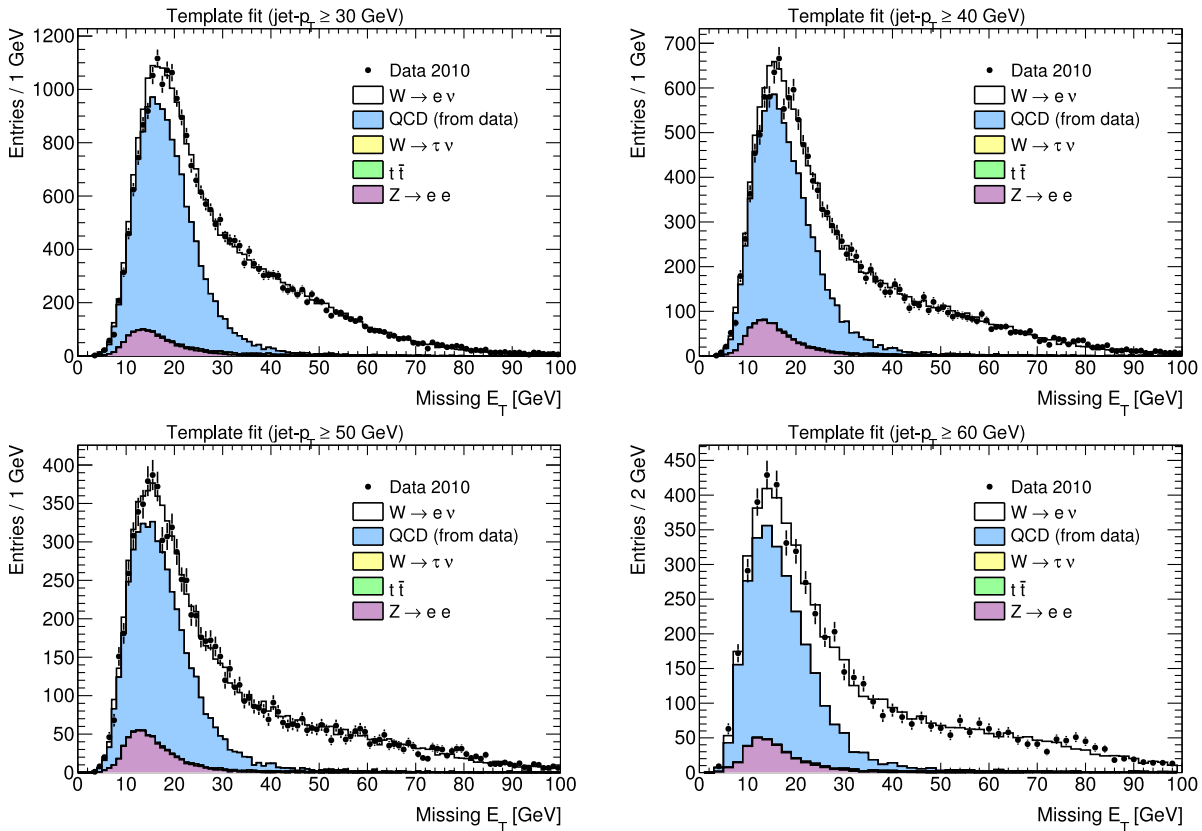 Template fit (jet-p_T ≥ 30 GeV)
Entries / 1 GeV
1200
1000
800
600
400
200
0
Data 2010
W → e ν
QCD (from data)
W → τ ν
t t̄
Z → e e
0 10 20 30 40 50 60 70 80 90 100
Missing E_T [GeV]
Template fit (jet-p_T ≥ 40 GeV)
Entries / 1 GeV
700
600
500
400
300
200
100
0
Data 2010
W → e ν
QCD (from data)
W → τ ν
t t̄
Z → e e
0 10 20 30 40 50 60 70 80 90 100
Missing E_T [GeV]
Template fit (jet-p_T ≥ 50 GeV)
Entries / 1 GeV
400
350
300
250
200
150
100
50
0
Data 2010
W → e ν
QCD (from data)
W → τ ν
t t̄
Z → e e
0 10 20 30 40 50 60 70 80 90 100
Missing E_T [GeV]
Template fit (jet-p_T ≥ 60 GeV)
Entries / 2 GeV
450
400
350
300
250
200
150
100
50
0
Data 2010
W → e ν
QCD (from data)
W → τ ν
t t̄
Z → e e
0 10 20 30 40 50 60 70 80 90 100
Missing E_T [GeV]